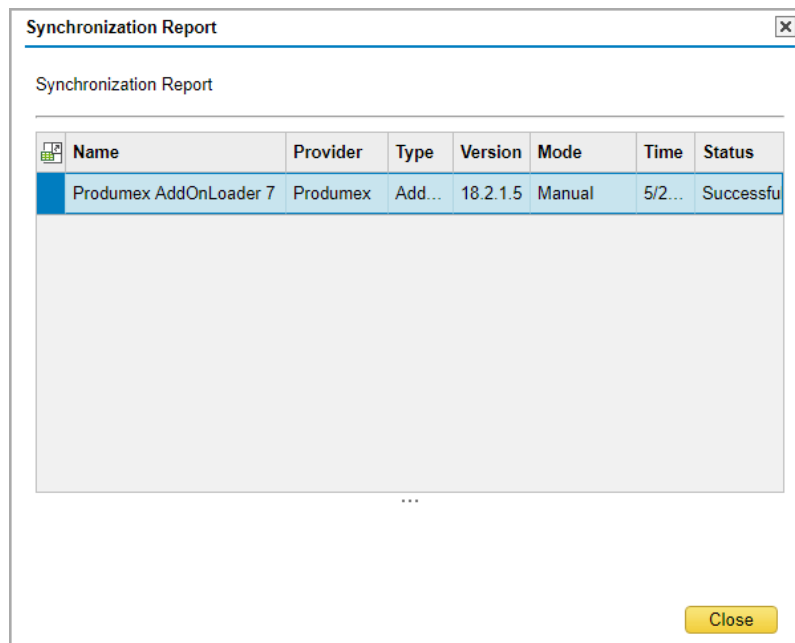 Synchronization Report
Synchronization Report
Name Provider Type Version Mode Time Status
Produmex AddOnLoader 7 Produmex Add... 18.2.1.5 Manual 5/2... Successfu
...
Close